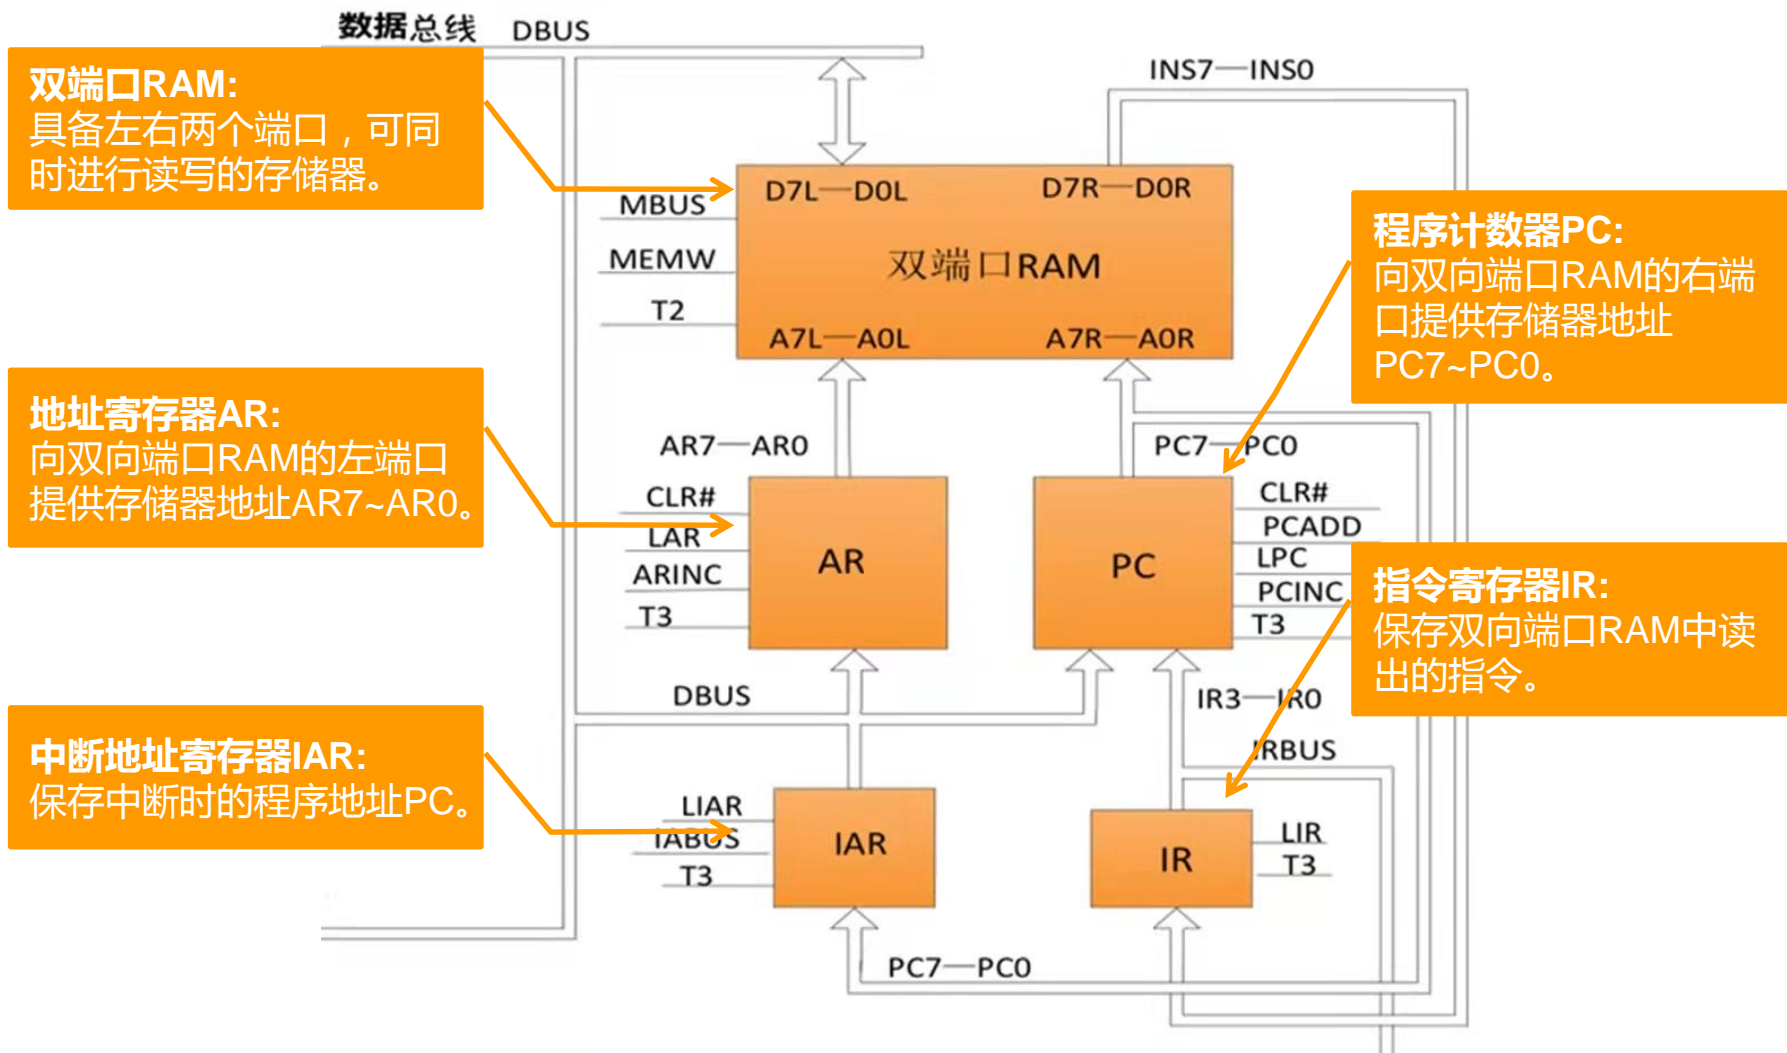 数据总线 DBUS
双端口RAM:
具备左右两个端口，可同
时进行读写的存储器。
INS7—INS0
D7L—D0L
D7R—D0R
MBUS
MEMW
T2
双端口RAM
A7L—A0L
A7R—A0R
程序计数器PC:
向双向端口RAM的右端
口提供存储器地址
PC7~PC0。
地址寄存器AR:
向双向端口RAM的左端口
提供存储器地址AR7~AR0。
AR7—AR0
PC7—PC0
CLR#
LAR
ARINC
T3
AR
PC
CLR#
PCADD
LPC
PCINC
T3
指令寄存器IR:
保存双向端口RAM中读
出的指令。
DBUS
IR3—IR0
IRBUS
中断地址寄存器IAR:
保存中断时的程序地址PC。
LIAR
IABUS
T3
IAR
IR
LIR
T3
PC7—PC0